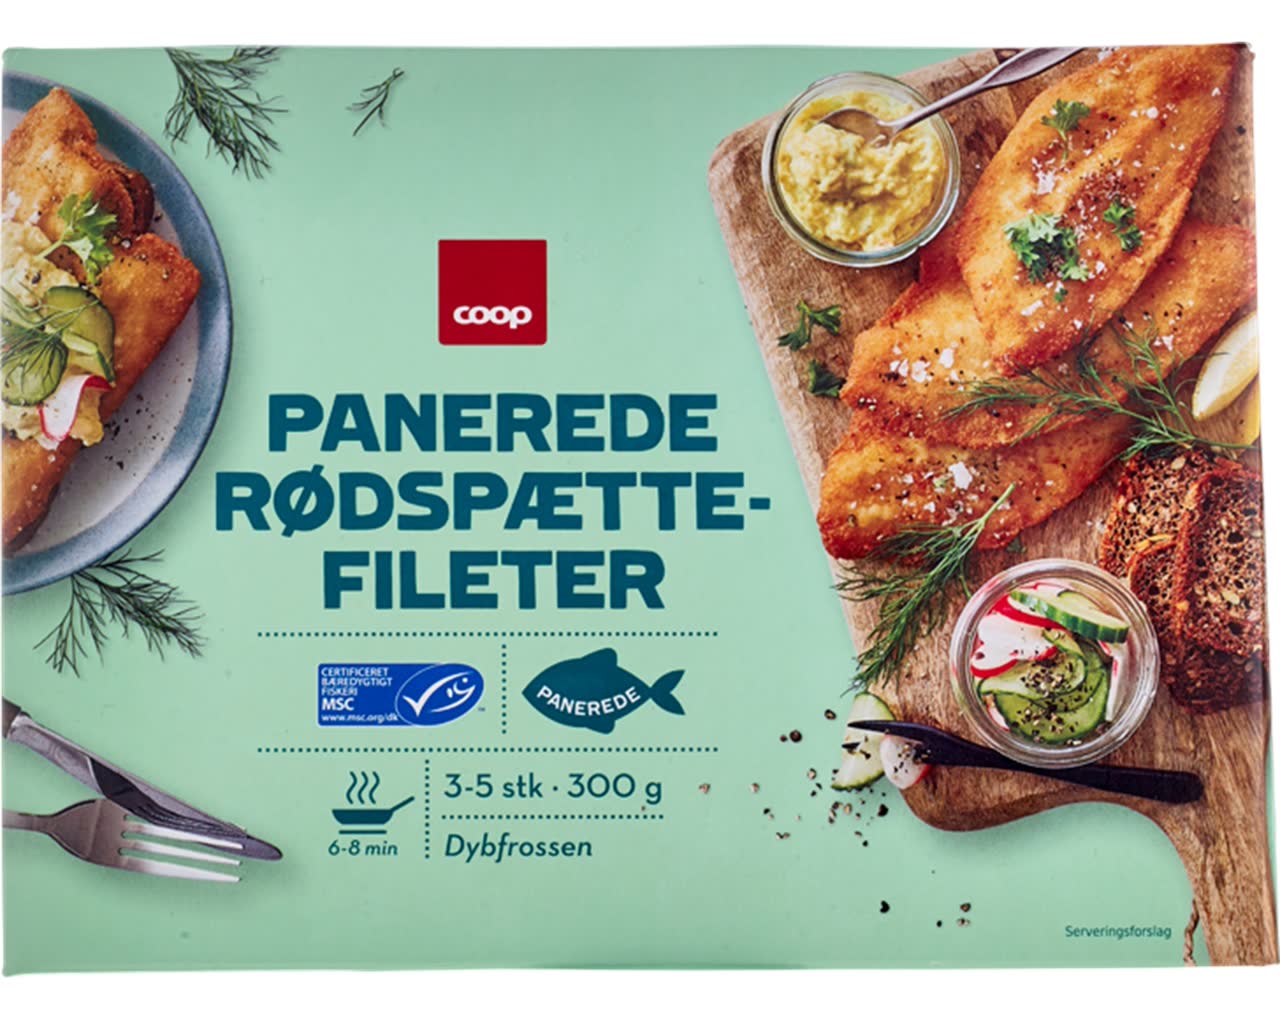 coop
PANEREDE
RØDSPÆTTE-
FILETER
CERTIFICERET
BÆREDYGTIGT
FISKERI
MSC
www.msc.org/dk
TM
PANEREDE
6-8 min
3-5 stk · 300 g
Dybfrossen
Serveringsforslag